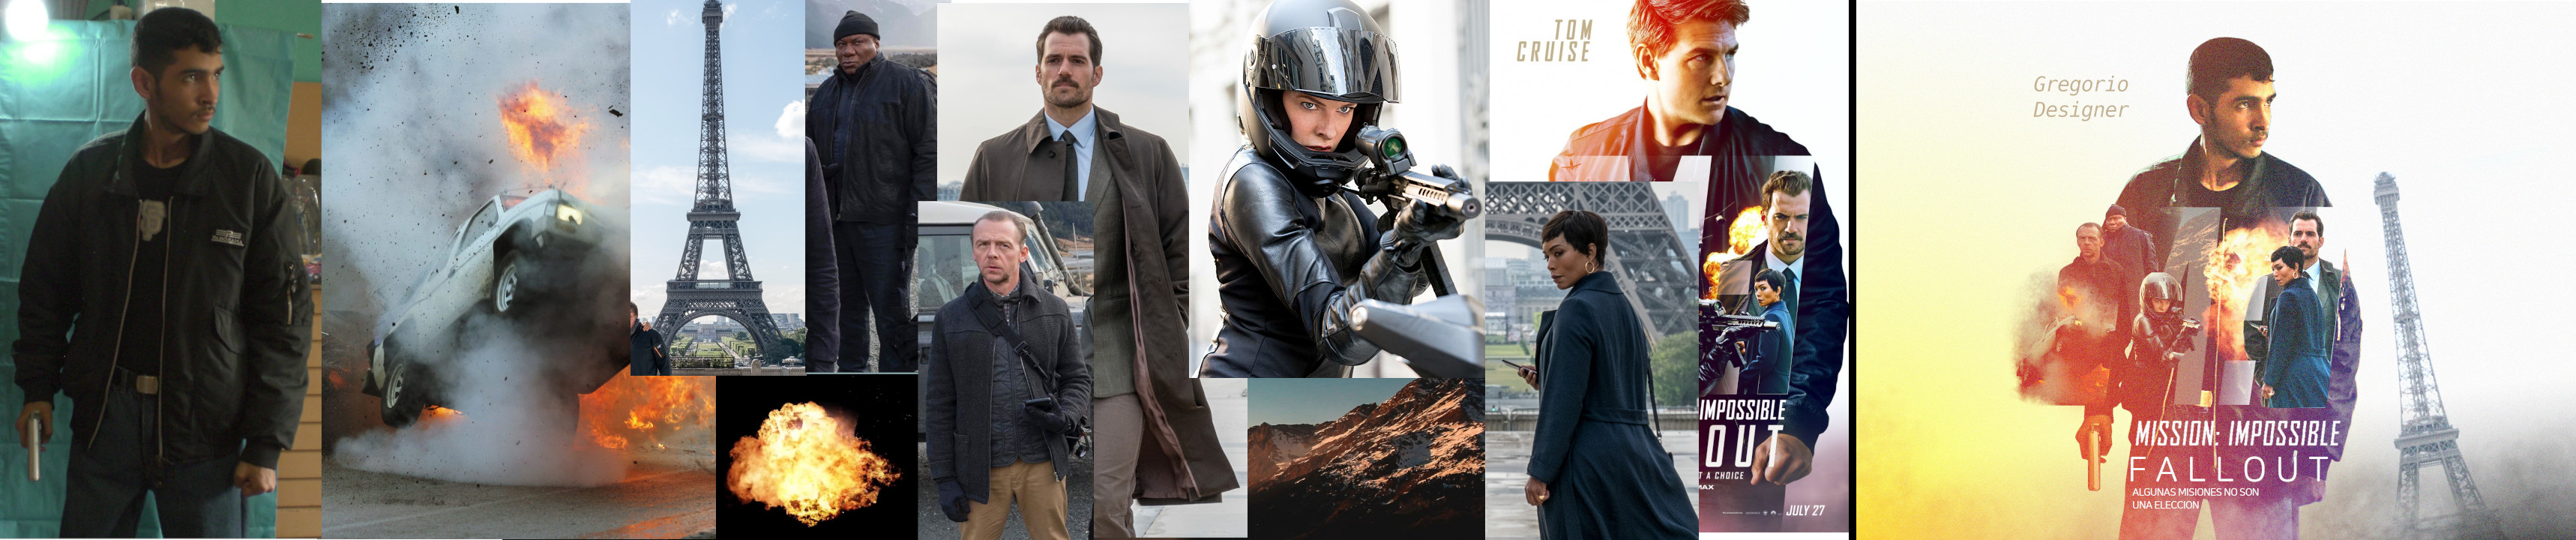 TOM
CRUISE
IMPOSSIBLE
OUT
T A CHOICE
MAX
JULY 27
Gregorio
Designer
MISSION: IMPOSSIBLE
FALLOUT
ALGUNAS MISIONES NO SON
UNA ELECCION